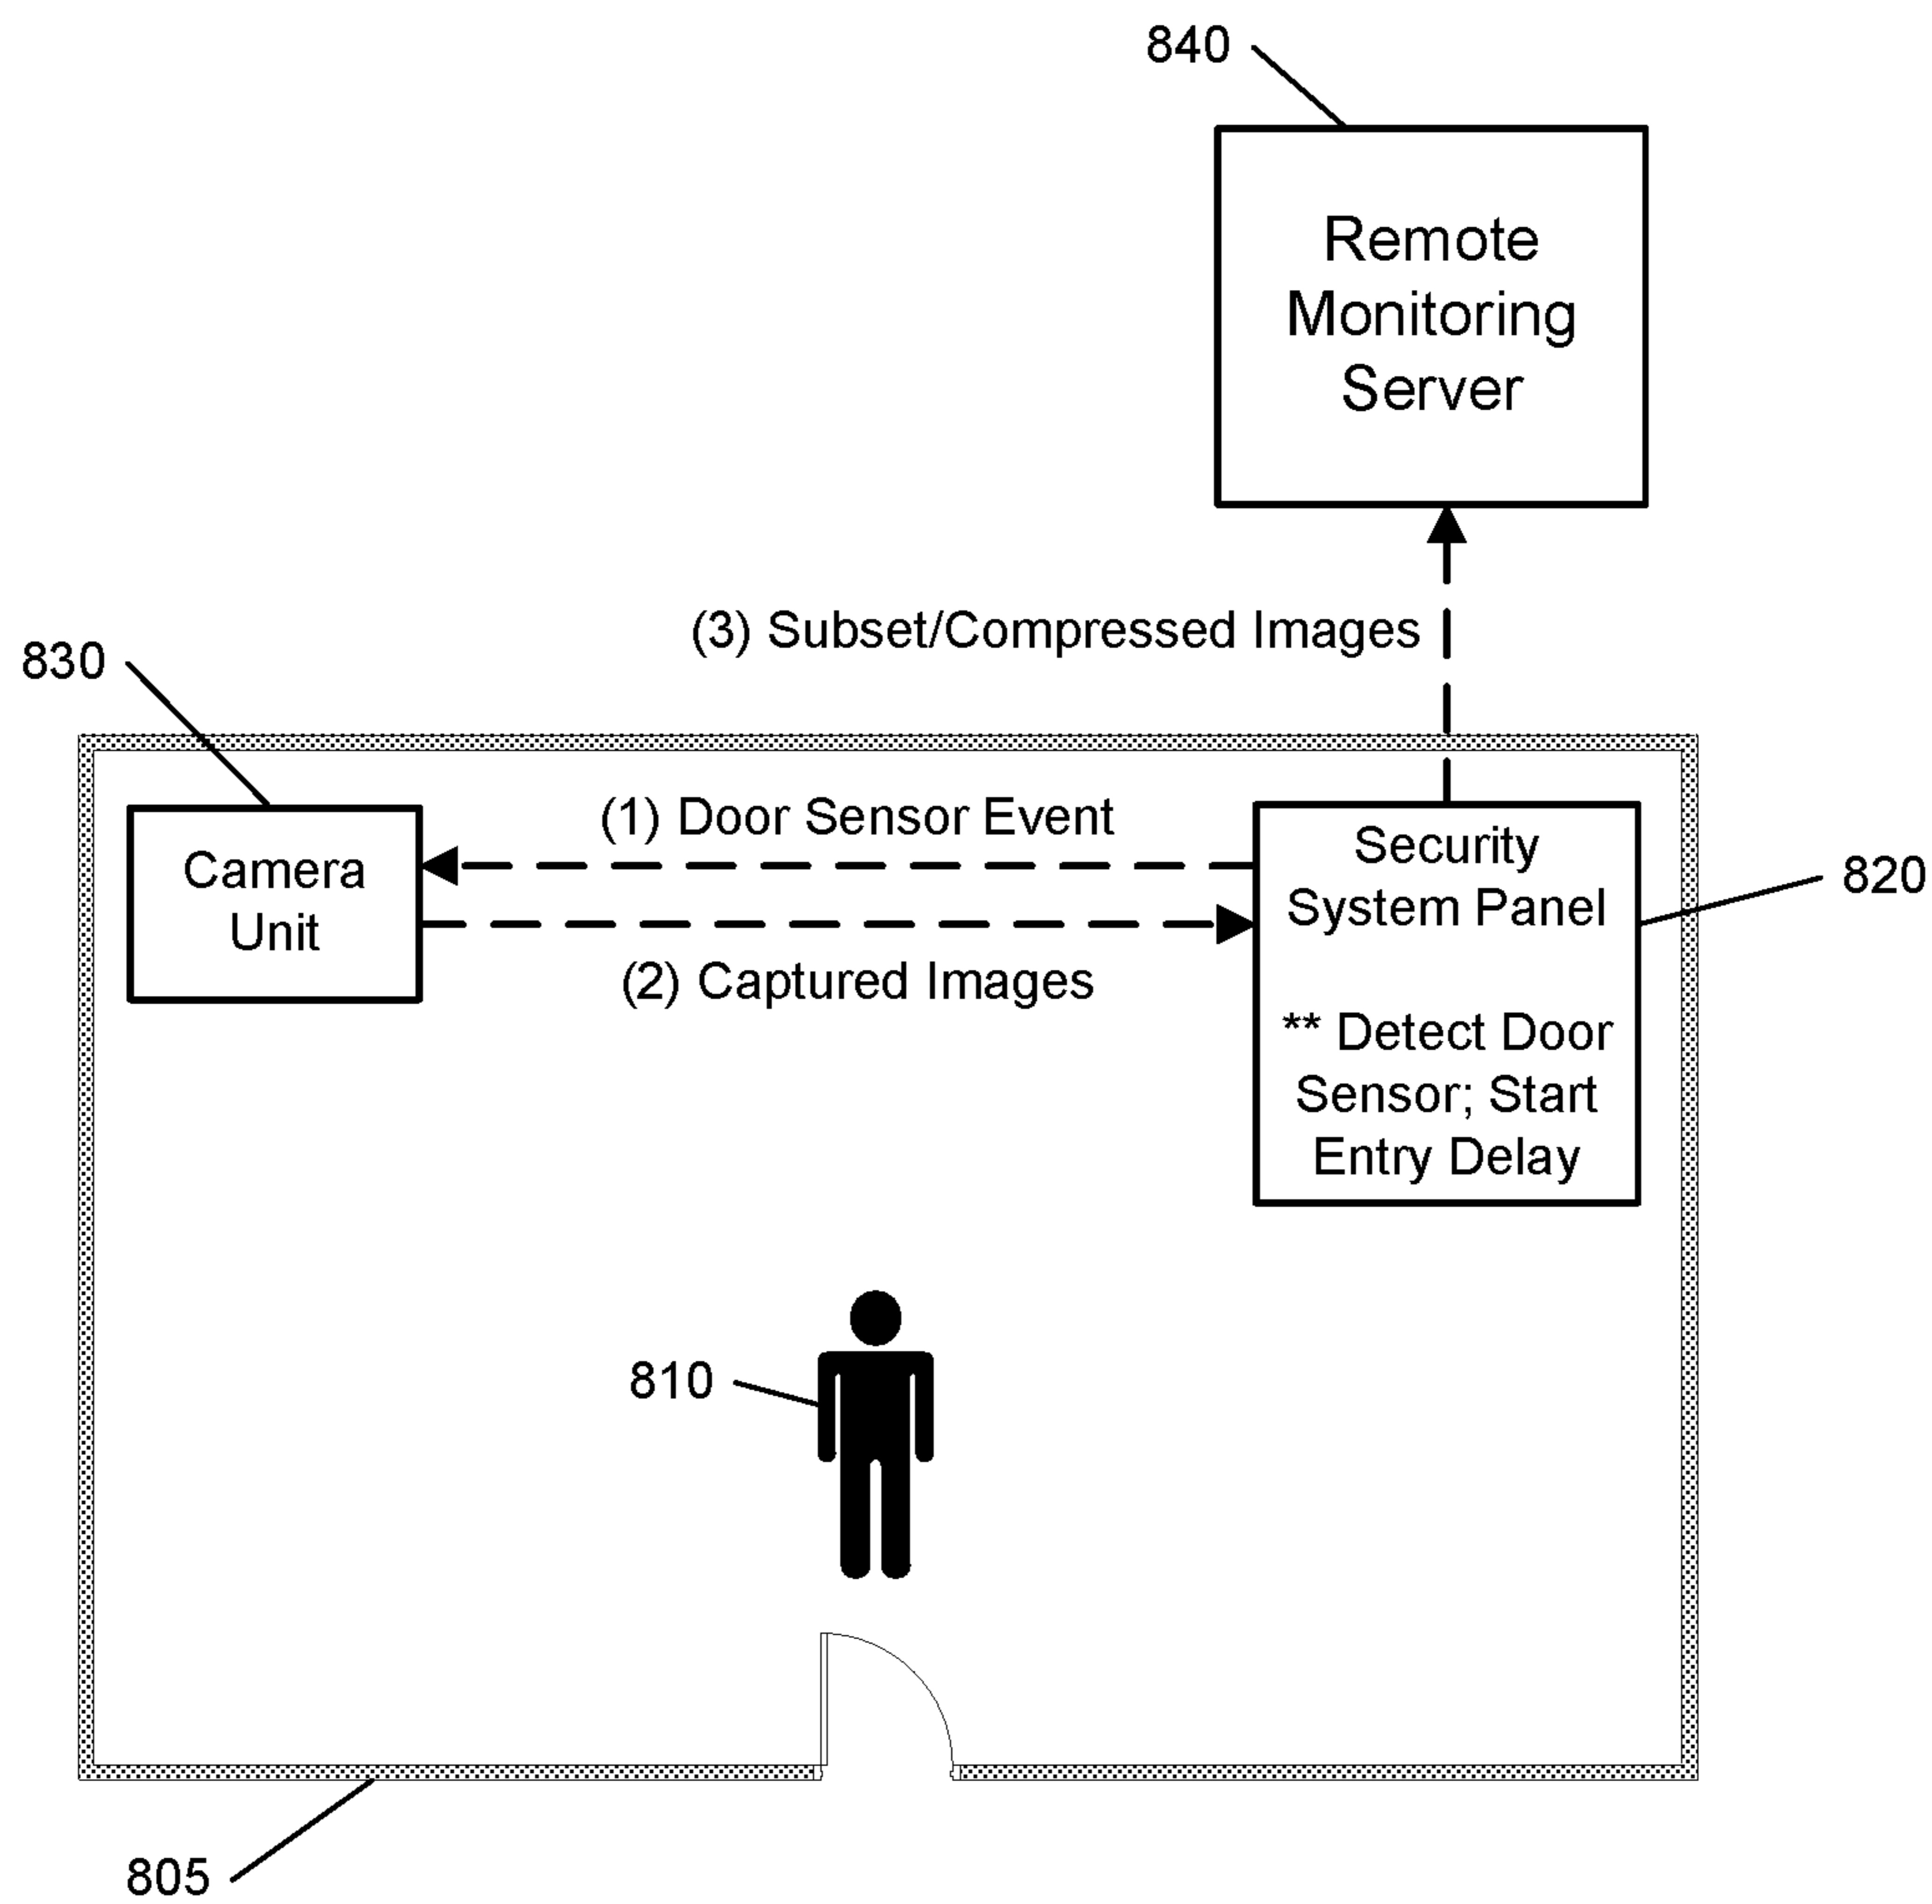 840
Remote
Monitoring
Server
(3) Subset/Compressed Images
830
(1) Door Sensor Event
Camera
Unit
(2) Captured Images
Security
System Panel
** Detect Door
Sensor; Start
Entry Delay
820
810
805